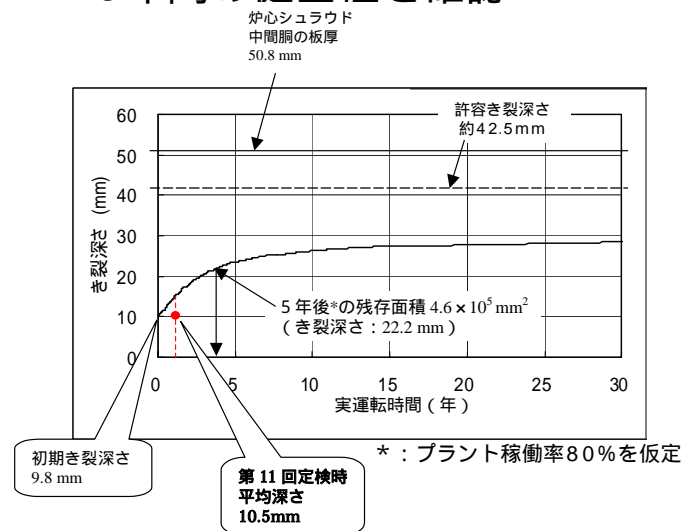 炉心シュラウド
中間胴の板厚
50.8 mm
許容き裂深さ
約42.5mm
き裂深さ (mm)
60
50
40
30
20
10
0
5年後*の残存面積 4.6×10⁵ mm²
(き裂深さ:22.2 mm)
0 5 10 15 20 25 30
実運転時間(年)
初期き裂深さ
9.8 mm
第11回定検時
平均深さ
10.5mm
*:プラント稼働率80%を仮定